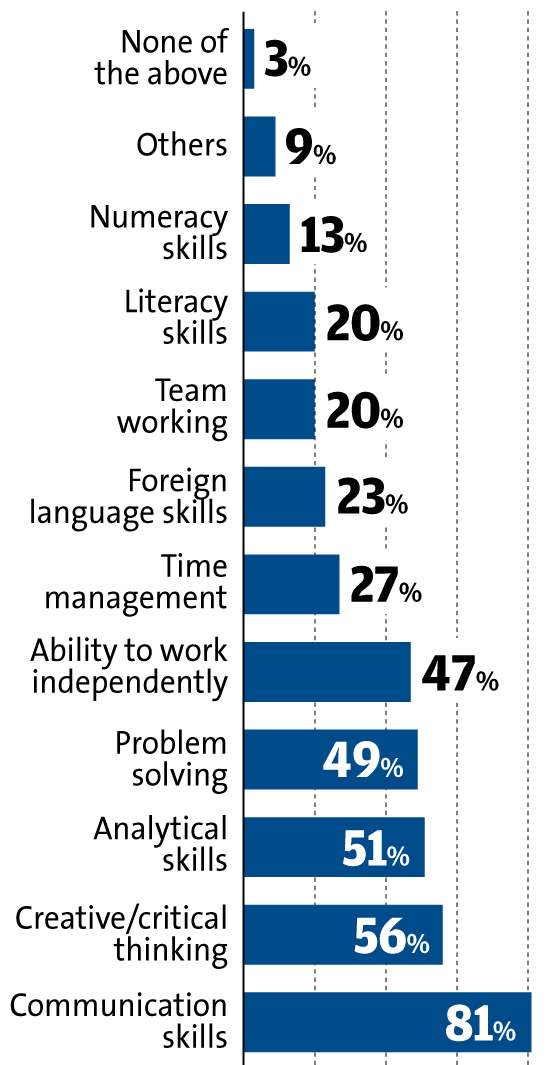 None of
the above
3%
Others
9%
Numeracy
skills
13%
Literacy
skills
20%
Team
working
20%
Foreign
language skills
23%
Time
management
27%
Ability to work
independently
47%
Problem
solving
49%
Analytical
skills
51%
Creative/critical
thinking
56%
Communication
skills
81%